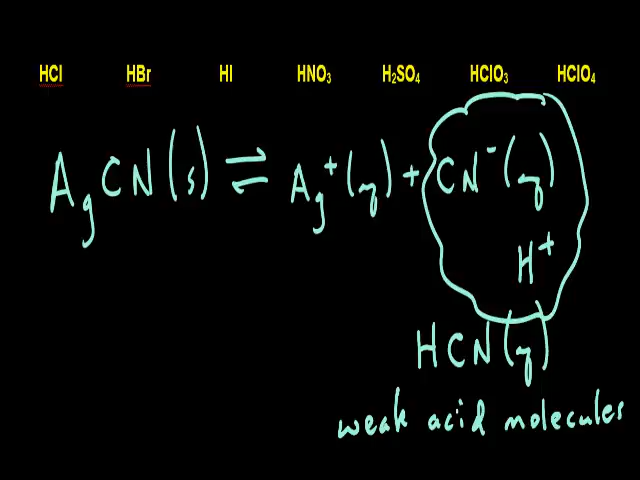 HCl HBr HI HNO₃ H₂SO₄ HClO₃ HClO₄
AgCN(s) ⇌ Ag⁺(aq) + CN⁻(aq)
H⁺
HCN(aq)
weak acid molecules